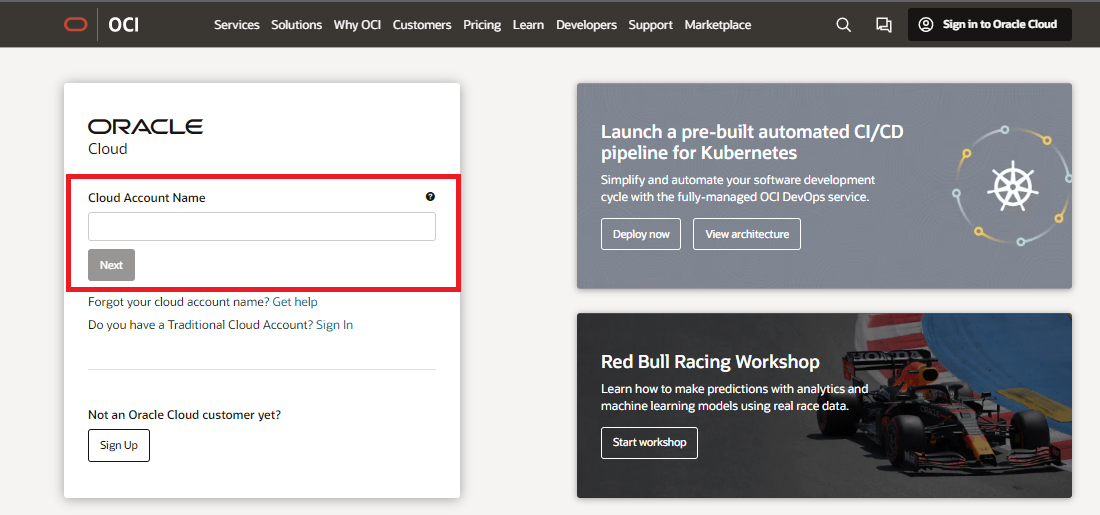 OCI
Services Solutions Why OCI Customers Pricing Learn Developers Support Marketplace
Sign in to Oracle Cloud
ORACLE
Cloud
Cloud Account Name
Next
Forgot your cloud account name? Get help
Do you have a Traditional Cloud Account? Sign In
Not an Oracle Cloud customer yet?
Sign Up
Launch a pre-built automated CI/CD
pipeline for Kubernetes
Simplify and automate your software development
cycle with the fully-managed OCI DevOps service.
Deploy now View architecture
Red Bull Racing Workshop
Learn how to make predictions with analytics and
machine learning models using real race data.
Start workshop